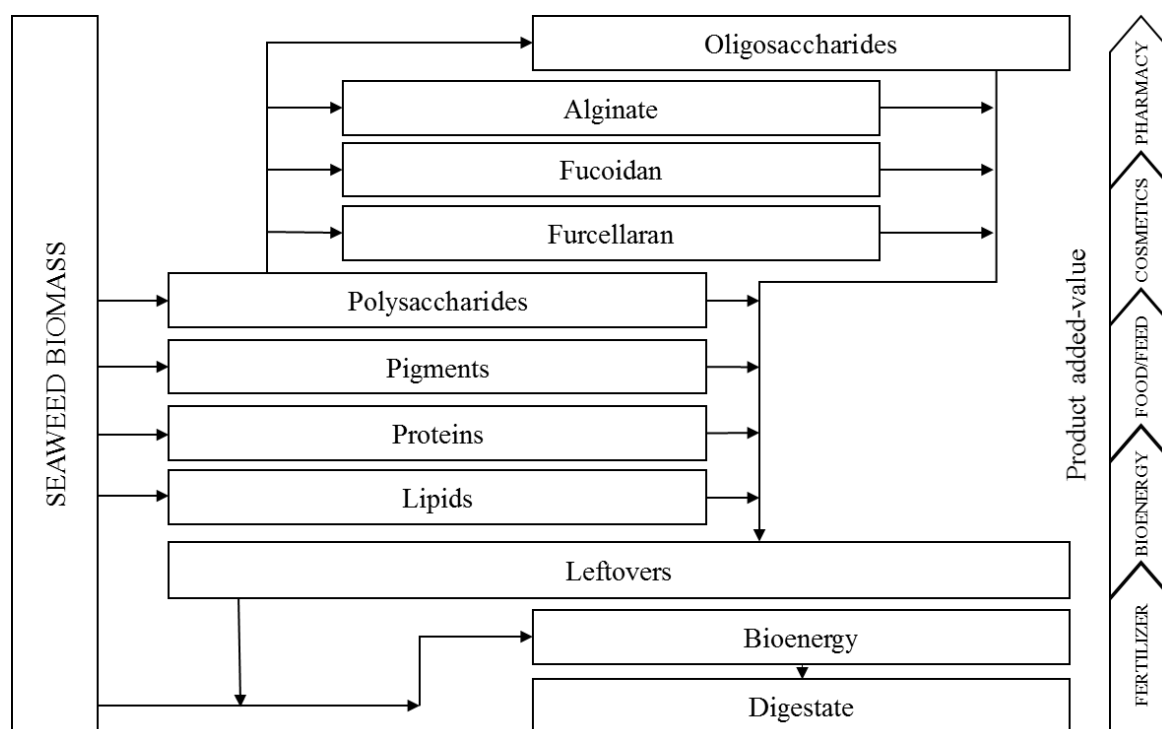 SEAWEED BIOMASS
Oligosaccharides
Alginate
Fucoidan
Furcellaran
Polysaccharides
Pigments
Proteins
Lipids
Leftovers
Bioenergy
Digestate
Product added-value
PHARMACY
COSMETICS
FOOD/FEED
BIOENERGY
FERTILIZER